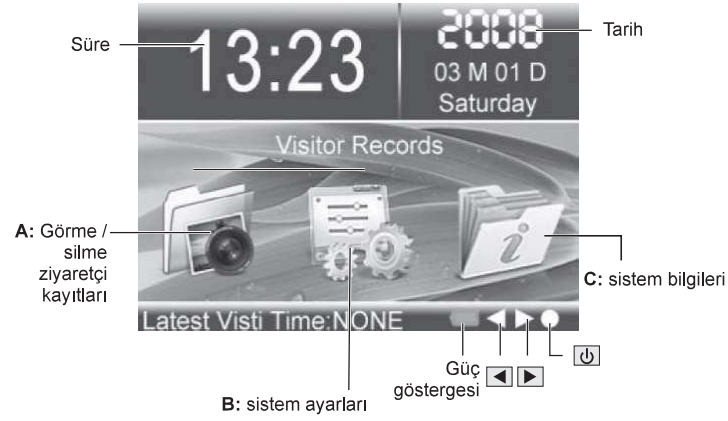 Süre
13:23
2008
03 M 01 D
Saturday
Tarih
Visitor Records
A: Görme /
silme
ziyaretçi
kayıtları
C: sistem bilgileri
Latest Visti Time:NONE
Güç
göstergesi
B: sistem ayarları